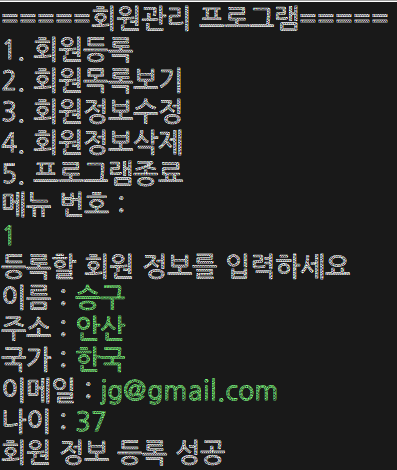 =====회원관리 프로그램=====
1. 회원등록
2. 회원목록보기
3. 회원정보수정
4. 회원정보삭제
5. 프로그램종료
메뉴 번호 :
1
등록할 회원 정보를 입력하세요
이름 : 승구
주소 : 안산
국가 : 한국
이메일 : jg@gmail.com
나이 : 37
회원 정보 등록 성공